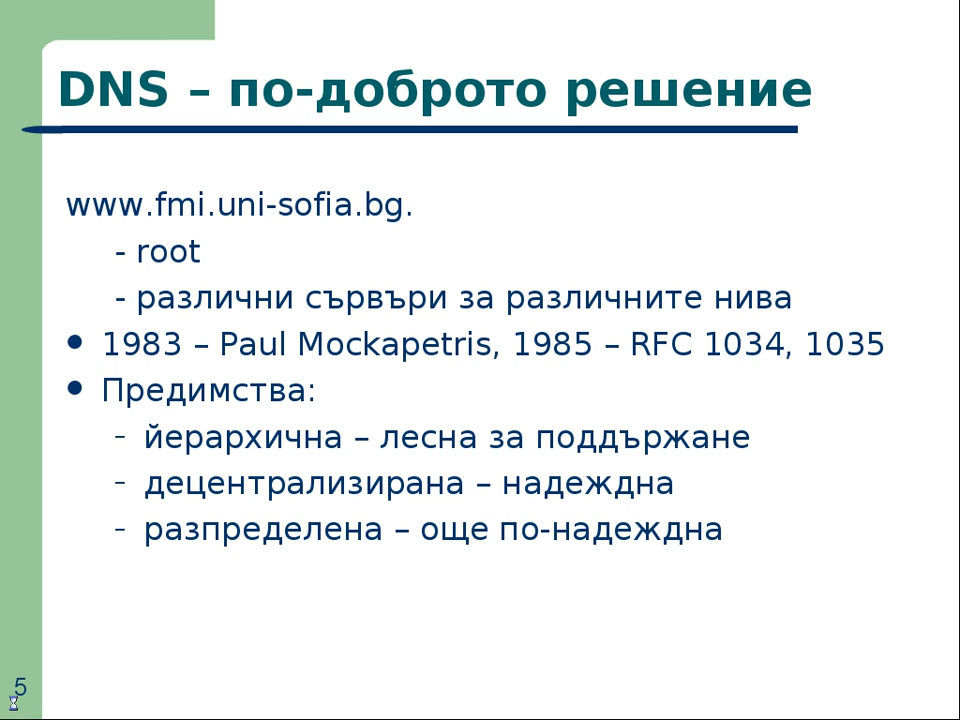 DNS – по-доброто решение
www.fmi.uni-sofia.bg.
- root
- различни сървъри за различните нива
● 1983 – Paul Mockapetris, 1985 – RFC 1034, 1035
● Предимства:
– йерархична – лесна за поддържане
– децентрализирана – надеждна
– разпределена – още по-надеждна
5